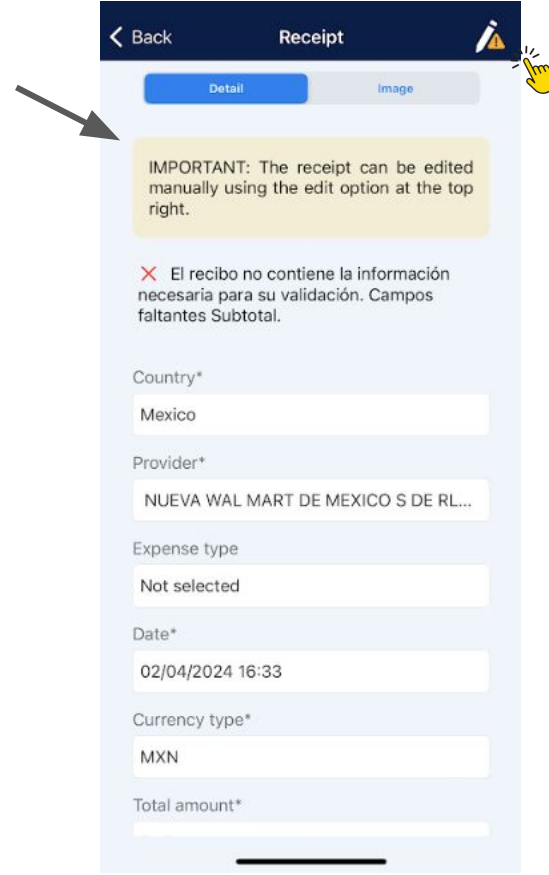 Back
Receipt
Detail
Image
IMPORTANT: The receipt can be edited
manually using the edit option at the top
right.
El recibo no contiene la información
necesaria para su validación. Campos
faltantes Subtotal.
Country*
Mexico
Provider*
NUEVA WAL MART DE MEXICO S DE RL...
Expense type
Not selected
Date*
02/04/2024 16:33
Currency type*
MXN
Total amount*